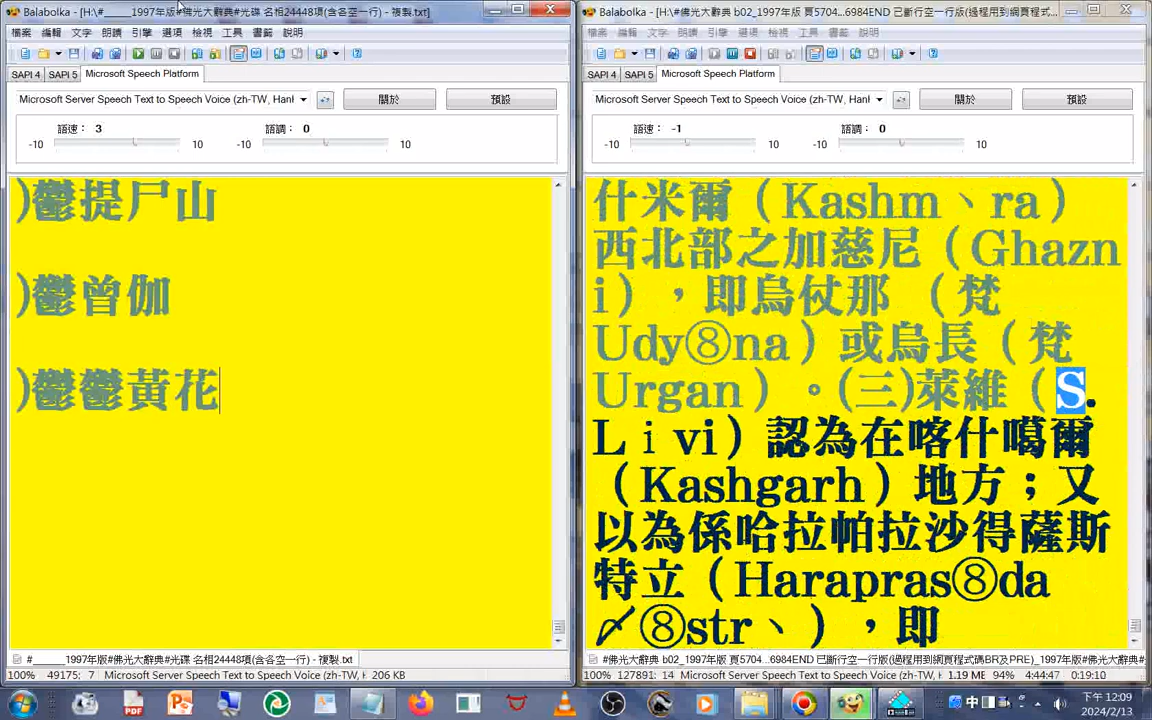 Balabolka - [H:\#_____1997年版#佛光大辭典#光碟 名相24448項(含各空一行) - 複製.txt]
檔案 編輯 文字 朗讀 引擎 選項 檢視 工具 書籤 說明
SAPI 4 SAPI 5 Microsoft Speech Platform
Microsoft Server Speech Text to Speech Voice (zh-TW, Han
關於
預設
語速： 3
語調： 0
-10 10 -10 10
)鬱提尸山
)鬱曾伽
)鬱鬱黃花
#_____1997年版#佛光大辭典#光碟 名相24448項(含各空一行) - 複製.txt
100% 49175: 7 Microsoft Server Speech Text to Speech Voice (zh-TW, H 206 KB
Balabolka - [H:\#佛光大辭典 b02_1997年版 頁5704...6984END 已斷行空一行版(過程用到網頁程式...
檔案 編輯 文字 朗讀 引擎 選項 檢視 工具 書籤 說明
SAPI 4 SAPI 5 Microsoft Speech Platform
Microsoft Server Speech Text to Speech Voice (zh-TW, Han
關於
預設
語速： -1
語調： 0
-10 10 -10 10
什米爾（Kashm、ra）
西北部之加慈尼（Ghazn
i），即烏仗那 （梵
Udy⑧na）或烏長（梵
Urgan）。(三)萊維（S.
Lｉvi）認為在喀什噶爾
（Kashgarh）地方；又
以為係哈拉帕拉沙得薩斯
特立（Harapras⑧da
〆⑧str、），即
#佛光大辭典 b02_1997年版 頁5704...6984END 已斷行空一行版(過程用到網頁程式碼BR及PRE)_1997年版#
100% 127891: 14 Microsoft Server Speech Text to Speech Voice (zh-TW, H 1.19 ME 94% 4:44:47 0:19:10
中
下午 12:09
2024/2/13